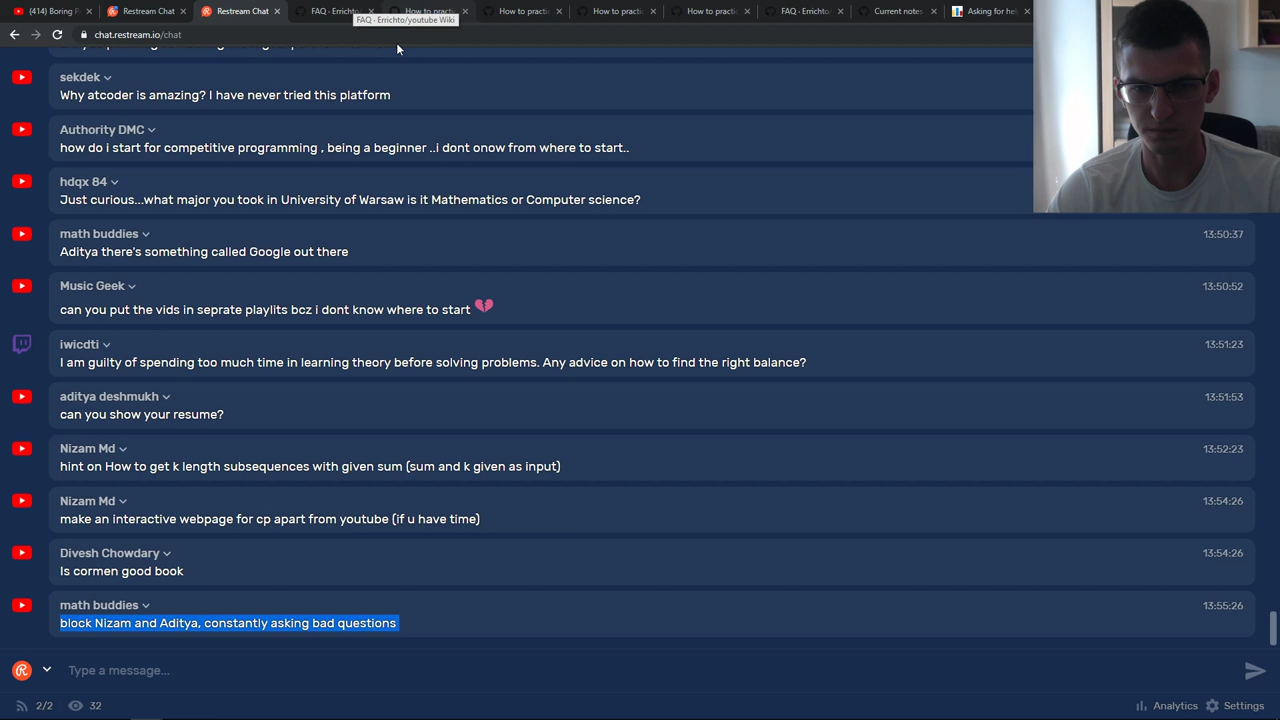 (414) Boring P
Restream Chat
Restream Chat
FAQ · Errichto
How to practi
How to practi
How to practi
How to practi
FAQ · Errichto
Current notes
Asking for hel
FAQ · Errichto/youtube Wiki
chat.restream.io/chat
sekdek
Why atcoder is amazing? I have never tried this platform
Authority DMC
how do i start for competitive programming , being a beginner ..i dont onow from where to start..
hdqx 84
Just curious...what major you took in University of Warsaw is it Mathematics or Computer science?
math buddies
13:50:37
Aditya there's something called Google out there
Music Geek
13:50:52
can you put the vids in seprate playlits bcz i dont know where to start
iwicdti
13:51:23
I am guilty of spending too much time in learning theory before solving problems. Any advice on how to find the right balance?
aditya deshmukh
13:51:53
can you show your resume?
Nizam Md
13:52:23
hint on How to get k length subsequences with given sum (sum and k given as input)
Nizam Md
13:54:26
make an interactive webpage for cp apart from youtube (if u have time)
Divesh Chowdary
13:54:26
Is cormen good book
math buddies
13:55:26
block Nizam and Aditya, constantly asking bad questions
Type a message...
2/2
32
Analytics
Settings